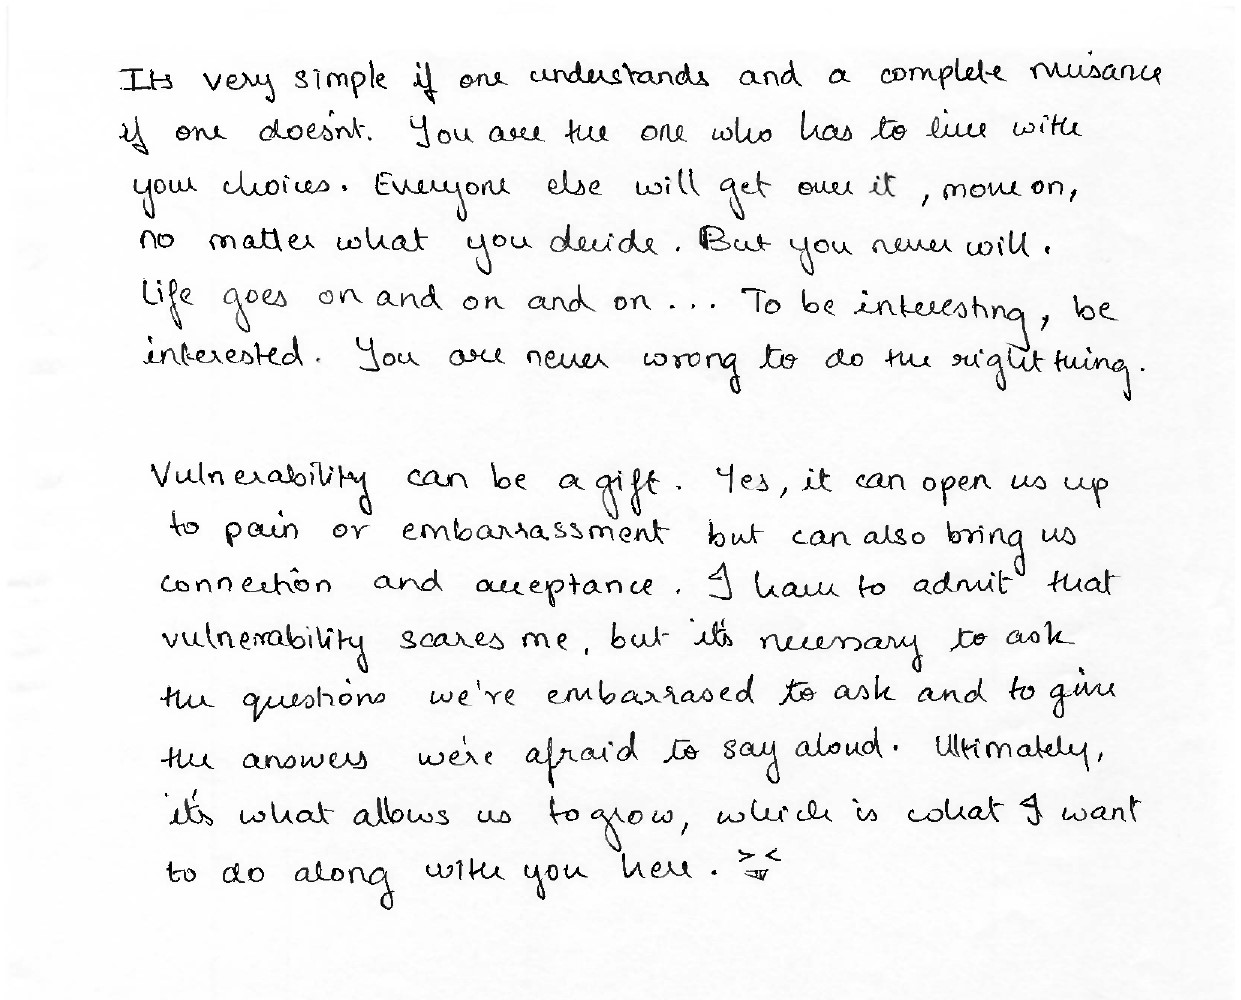 Its very simple if one understands and a complete nuisance
if one doesn't. You are the one who has to live with
your choices. Everyone else will get over it, move on,
no matter what you decide. But you never will.
Life goes on and on and on... To be interesting, be
interested. You are never wrong to do the right thing.
Vulnerability can be a gift. Yes, it can open us up
to pain or embarrassment but can also bring us
connection and acceptance. I have to admit that
vulnerability scares me, but it's necessary to ask
the questions we're embarrased to ask and to give
the answers we're afraid to say aloud. Ultimately,
it's what allows us to grow, which is what I want
to do along with you here.